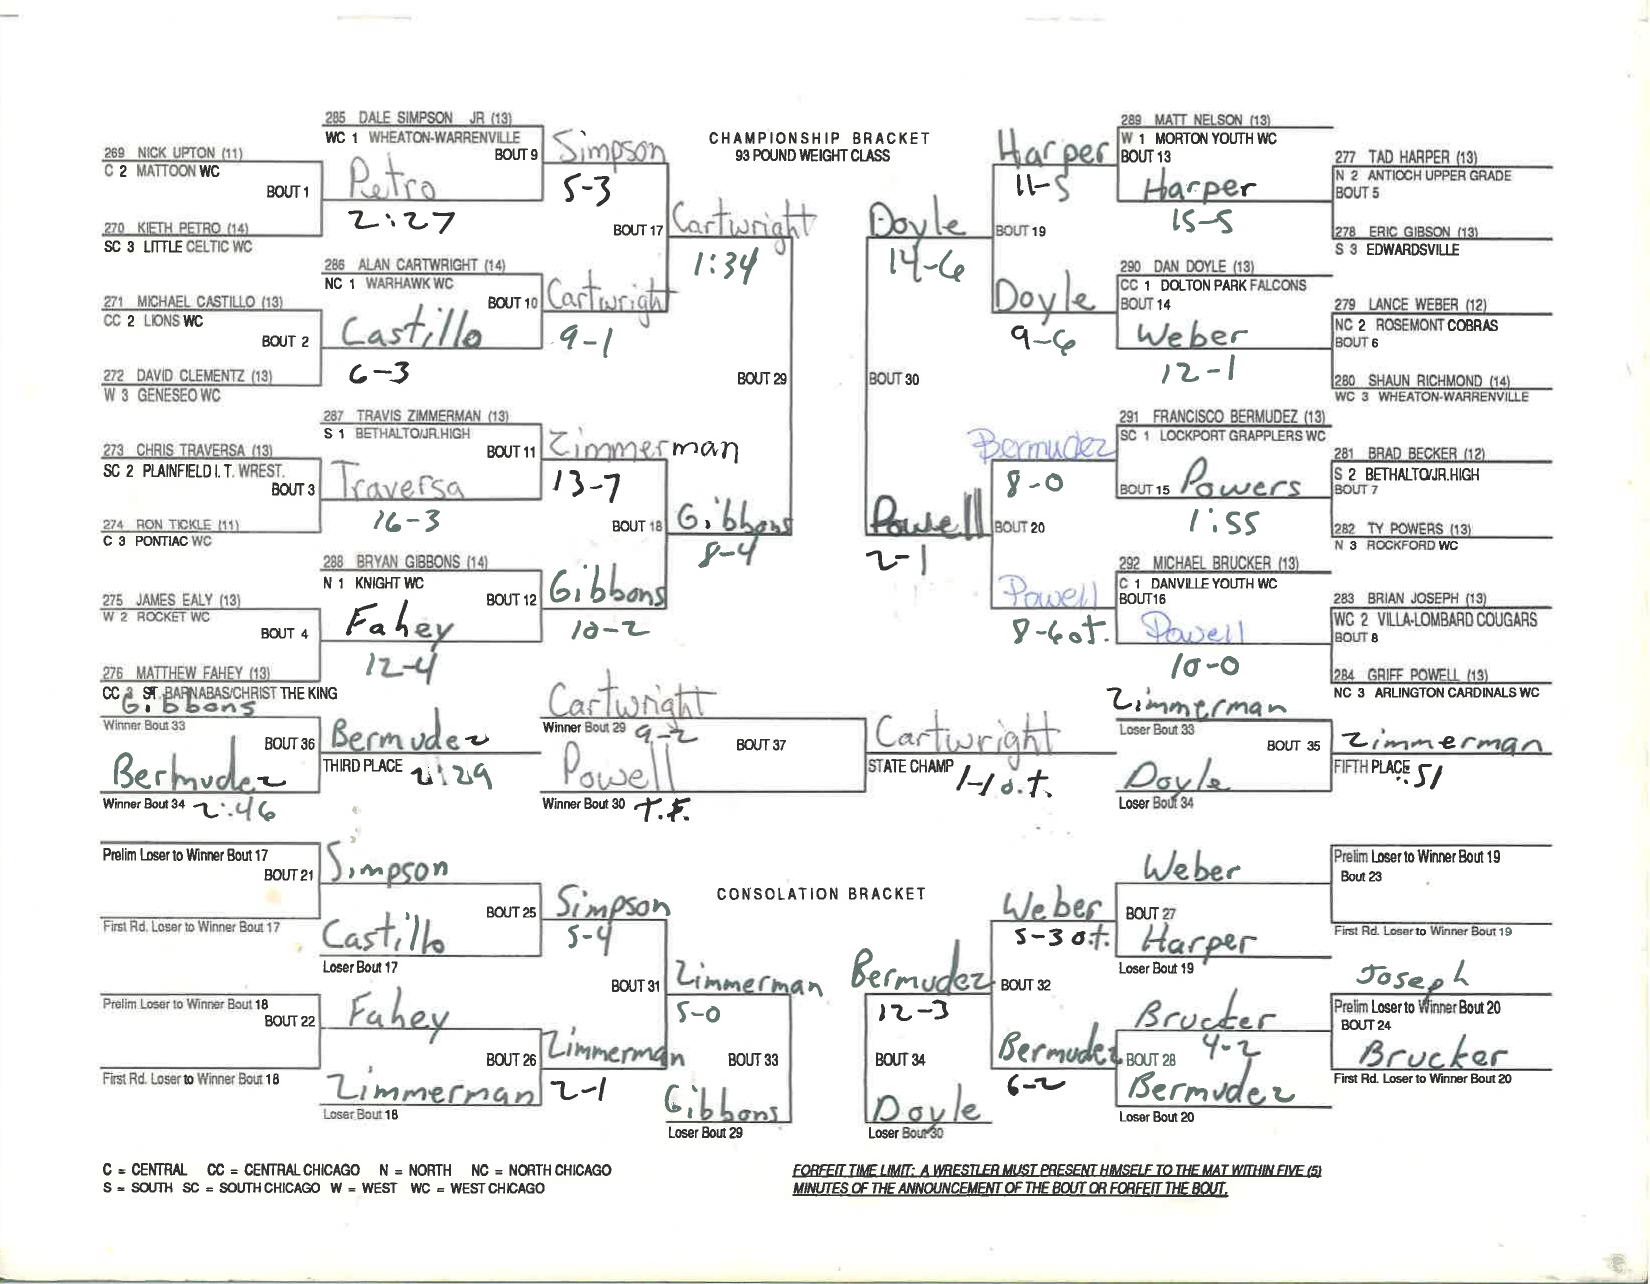 CHAMPIONSHIP BRACKET
93 POUND WEIGHT CLASS
269 NICK UPTON (11)
C 2 MATTOON WC
BOUT 1
270 KIETH PETRO (14)
SC 3 LITTLE CELTIC WC
271 MICHAEL CASTILLO (13)
CC 2 LIONS WC
BOUT 2
272 DAVID CLEMENTZ (13)
W 3 GENESEO WC
273 CHRIS TRAVERSA (13)
SC 2 PLAINFIELD I. T. WREST.
BOUT 3
274 RON TICKLE (11)
C 3 PONTIAC WC
275 JAMES EALY (13)
W 2 ROCKET WC
BOUT 4
276 MATTHEW FAHEY (13)
CC 3 ST. BARNABAS/CHRIST THE KING
285 DALE SIMPSON JR (13)
WC 1 WHEATON-WARRENVILLE
BOUT 9
Petro
2:27
286 ALAN CARTWRIGHT (14)
NC 1 WARHAWK WC
BOUT 10
Castillo
6-3
287 TRAVIS ZIMMERMAN (13)
S 1 BETHALTO/JR.HIGH
BOUT 11
Traversa
16-3
288 BRYAN GIBBONS (14)
N 1 KNIGHT WC
BOUT 12
Fahey
12-4
Simpson
5-3
BOUT 17
Cartwright
9-1
Zimmerman
13-7
BOUT 18
Gibbons
10-2
Cartwright
1:34
BOUT 29
Gibbons
8-4
Doyle
14-6
BOUT 30
Powell
2-1
Harper
11-5
BOUT 19
Doyle
9-6
Bermudez
8-0
BOUT 20
Powell
8-6 o.t.
289 MATT NELSON (13)
W 1 MORTON YOUTH WC
BOUT 13
Harper
15-5
290 DAN DOYLE (13)
CC 1 DOLTON PARK FALCONS
BOUT 14
Weber
12-1
291 FRANCISCO BERMUDEZ (13)
SC 1 LOCKPORT GRAPPLERS WC
BOUT 15
Powers
1:55
292 MICHAEL BRUCKER (13)
C 1 DANVILLE YOUTH WC
BOUT16
Powell
10-0
277 TAD HARPER (13)
N 2 ANTIOCH UPPER GRADE
BOUT 5
278 ERIC GIBSON (13)
S 3 EDWARDSVILLE
279 LANCE WEBER (12)
NC 2 ROSEMONT COBRAS
BOUT 6
280 SHAUN RICHMOND (14)
WC 3 WHEATON-WARRENVILLE
281 BRAD BECKER (12)
S 2 BETHALTO/JR.HIGH
BOUT 7
282 TY POWERS (13)
N 3 ROCKFORD WC
283 BRIAN JOSEPH (13)
WC 2 VILLA-LOMBARD COUGARS
BOUT 8
284 GRIFF POWELL (13)
NC 3 ARLINGTON CARDINALS WC
Gibbons
Winner Bout 33
BOUT 36
Bermudez
Winner Bout 34 2:46
Bermudez
THIRD PLACE 2:29
Cartwright
Winner Bout 29 9-2
BOUT 37
Powell
Winner Bout 30 T.F.
Cartwright
STATE CHAMP 1-1 o.t.
Zimmerman
Loser Bout 33
BOUT 35
Doyle
Loser Bout 34
Zimmerman
FIFTH PLACE :51
CONSOLATION BRACKET
Prelim Loser to Winner Bout 17
BOUT 21
First Rd. Loser to Winner Bout 17
Prelim Loser to Winner Bout 18
BOUT 22
First Rd. Loser to Winner Bout 18
Simpson
BOUT 25
Castillo
Loser Bout 17
Fahey
BOUT 26
Zimmerman
Loser Bout 18
Simpson
5-4
BOUT 31
Zimmerman
2-1
Zimmerman
5-0
BOUT 33
Gibbons
Loser Bout 29
Bermudez
12-3
BOUT 34
Doyle
Loser Bout 30
Weber
5-3 o.t.
BOUT 32
Bermudez
6-2
Weber
BOUT 27
Harper
Loser Bout 19
Brucker
4-2
BOUT 28
Bermudez
Loser Bout 20
Prelim Loser to Winner Bout 19
Bout 23
First Rd. Loser to Winner Bout 19
Joseph
Prelim Loser to Winner Bout 20
BOUT 24
Brucker
First Rd. Loser to Winner Bout 20
C = CENTRAL CC = CENTRAL CHICAGO N = NORTH NC = NORTH CHICAGO
S = SOUTH SC = SOUTH CHICAGO W = WEST WC = WEST CHICAGO
FORFEIT TIME LIMIT: A WRESTLER MUST PRESENT HIMSELF TO THE MAT WITHIN FIVE (5)
MINUTES OF THE ANNOUNCEMENT OF THE BOUT OR FORFEIT THE BOUT.